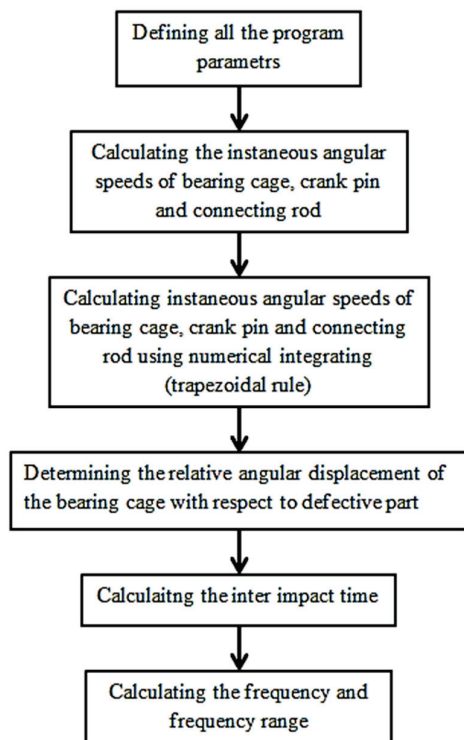 Defining all the program
parametrs
Calculating the instaneous angular
speeds of bearing cage, crank pin
and connecting rod
Calculating instaneous angular speeds of
bearing cage, crank pin and connecting
rod using numerical integrating
(trapezoidal rule)
Determining the relative angular displacement of
the bearing cage with respect to defective part
Calculaitng the inter impact time
Calculating the frequency and
frequency range